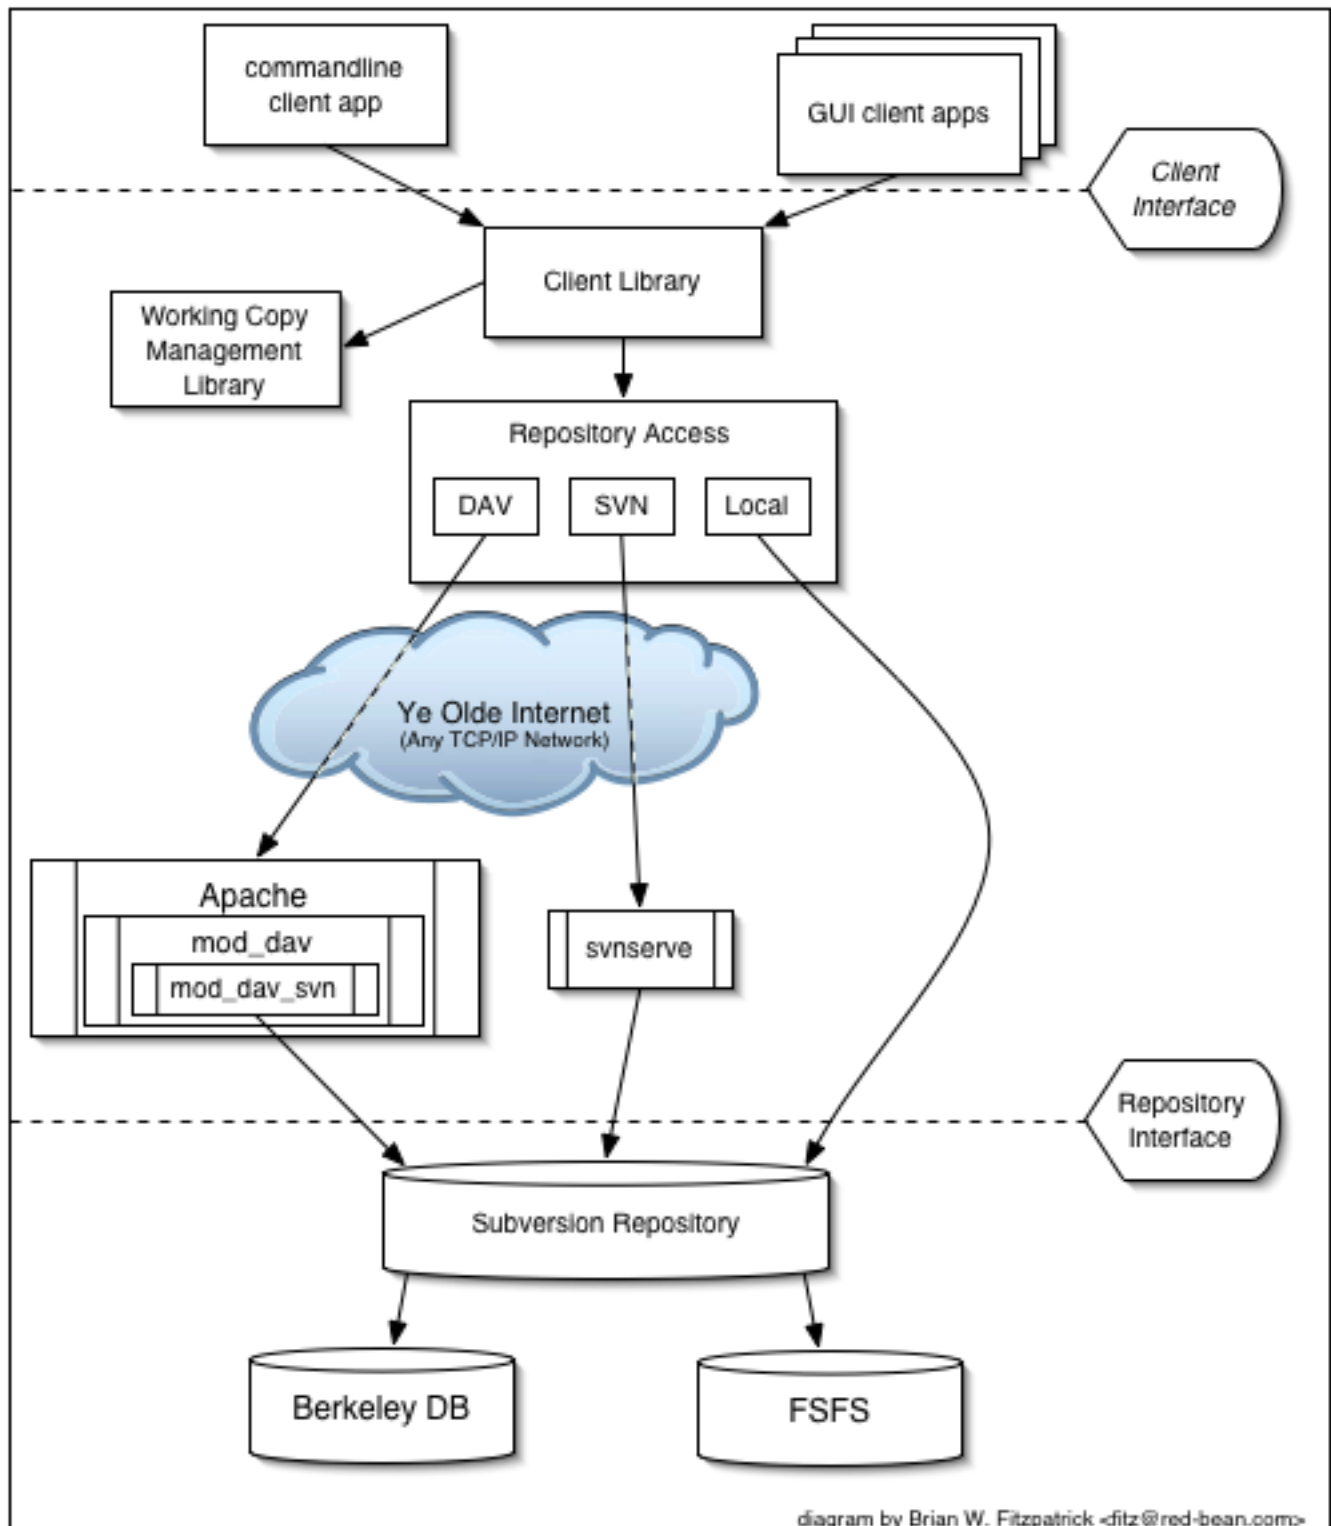 commandline
client app
GUI client apps
Client
Interface
Client Library
Working Copy
Management
Library
Repository Access
DAV
SVN
Local
Ye Olde Internet
(Any TCP/IP Network)
Apache
mod_dav
mod_dav_svn
svnserve
Repository
Interface
Subversion Repository
Berkeley DB
FSFS
diagram by Brian W. Fitzpatrick <fitz@red-bean.com>